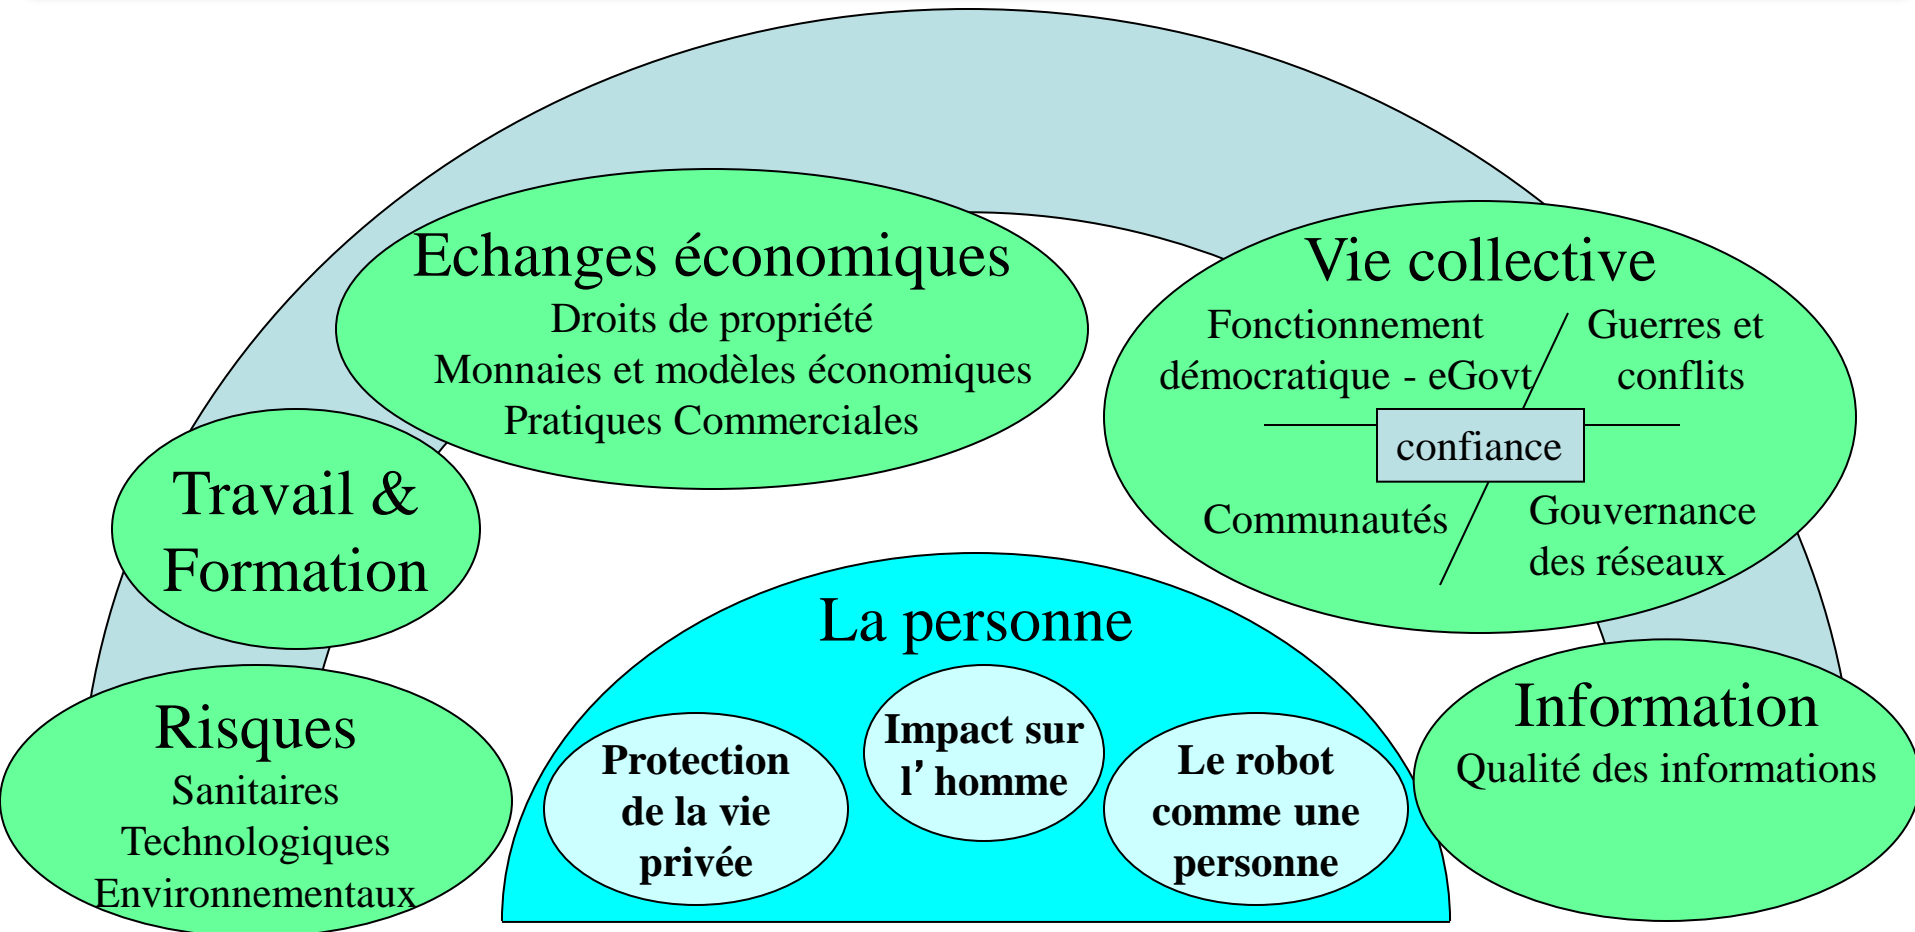 Echanges économiques
Droits de propriété
Monnaies et modèles économiques
Pratiques Commerciales
Vie collective
Fonctionnement
démocratique - eGovt
Guerres et
conflits
confiance
Communautés
Gouvernance
des réseaux
Travail &
Formation
La personne
Risques
Sanitaires
Technologiques
Environnementaux
Protection
de la vie
privée
Impact sur
l’ homme
Le robot
comme une
personne
Information
Qualité des informations